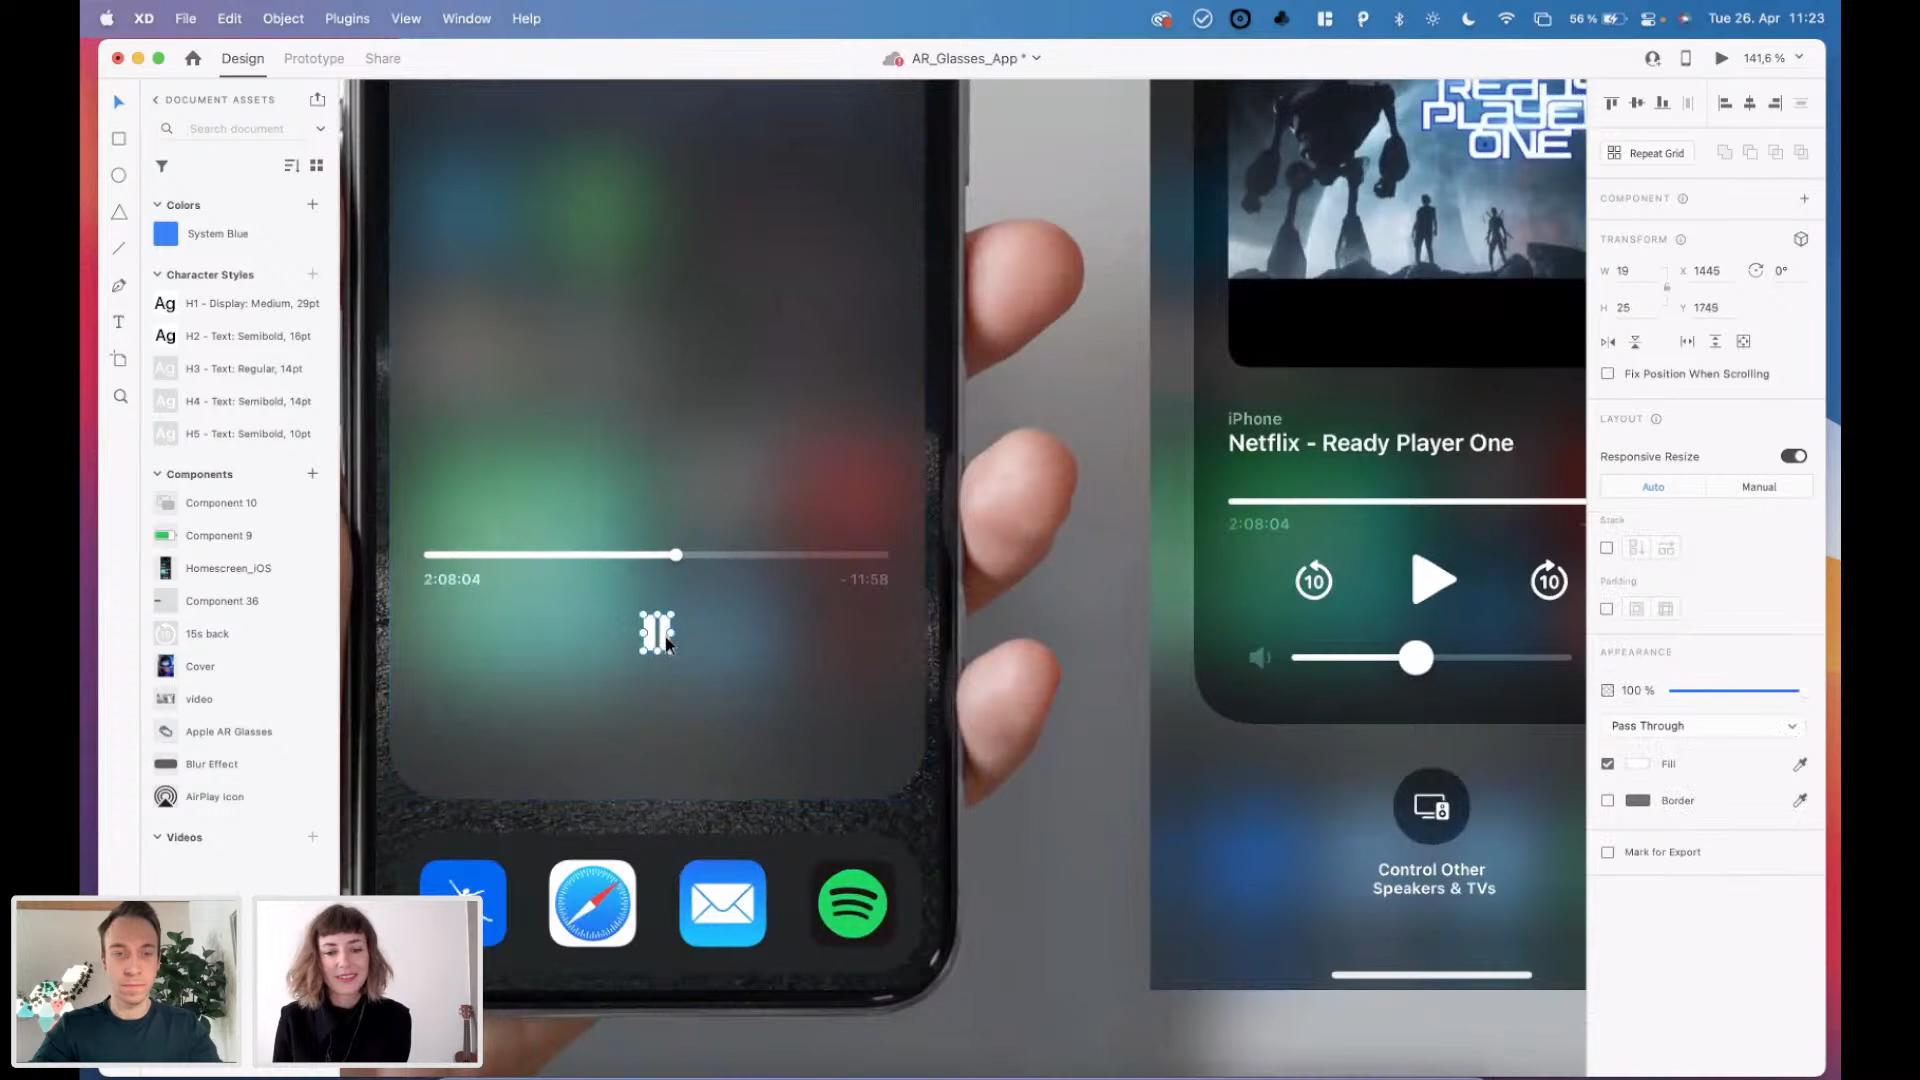 XD File Edit Object Plugins View Window Help
56 % Tue 26. Apr 11:23
Design Prototype Share
AR_Glasses_App *
141,6 %
DOCUMENT ASSETS
Search document
Colors
System Blue
Character Styles
Ag H1 - Display: Medium, 29pt
Ag H2 - Text: Semibold, 16pt
Ag H3 - Text: Regular, 14pt
Ag H4 - Text: Semibold, 14pt
Ag H5 - Text: Semibold, 10pt
Components
Component 10
Component 9
Homescreen_iOS
Component 36
15s back
Cover
video
Apple AR Glasses
Blur Effect
AirPlay Icon
Videos
2:08:04
- 11:58
READY
PLAYER
ONE
iPhone
Netflix - Ready Player One
2:08:04
10
10
Control Other
Speakers & TVs
Repeat Grid
COMPONENT
TRANSFORM
W 19 X 1445 0°
H 25 Y 1745
Fix Position When Scrolling
LAYOUT
Responsive Resize
Auto Manual
Stack
Padding
APPEARANCE
100 %
Pass Through
Fill
Border
Mark for Export